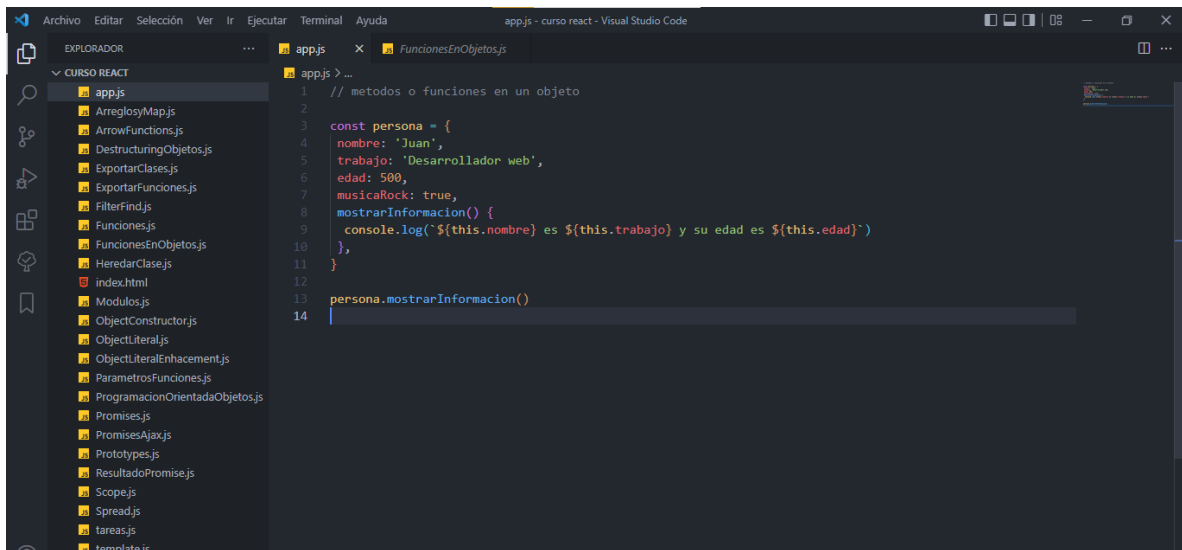 Archivo Editar Selección Ver Ir Ejecutar Terminal Ayuda app.js - curso react - Visual Studio Code
EXPLORADOR
CURSO REACT
app.js
ArreglosyMap.js
ArrowFunctions.js
DestructuringObjetos.js
ExportarClases.js
ExportarFunciones.js
FilterFind.js
Funciones.js
FuncionesEnObjetos.js
HeredarClase.js
index.html
Modulos.js
ObjectConstructor.js
ObjectLiteral.js
ObjectLiteralEnhacement.js
ParametrosFunciones.js
ProgramacionOrientadaObjetos.js
Promises.js
PromisesAjax.js
Prototypes.js
ResultadoPromise.js
Scope.js
Spread.js
tareas.js
template.js
JS app.js JS FuncionesEnObjetos.js
JS app.js > ...
1 // metodos o funciones en un objeto
2
3 const persona = {
4 nombre: 'Juan',
5 trabajo: 'Desarrollador web',
6 edad: 500,
7 musicaRock: true,
8 mostrarInformacion() {
9 console.log(`${this.nombre} es ${this.trabajo} y su edad es ${this.edad}`)
10 },
11 }
12
13 persona.mostrarInformacion()
14